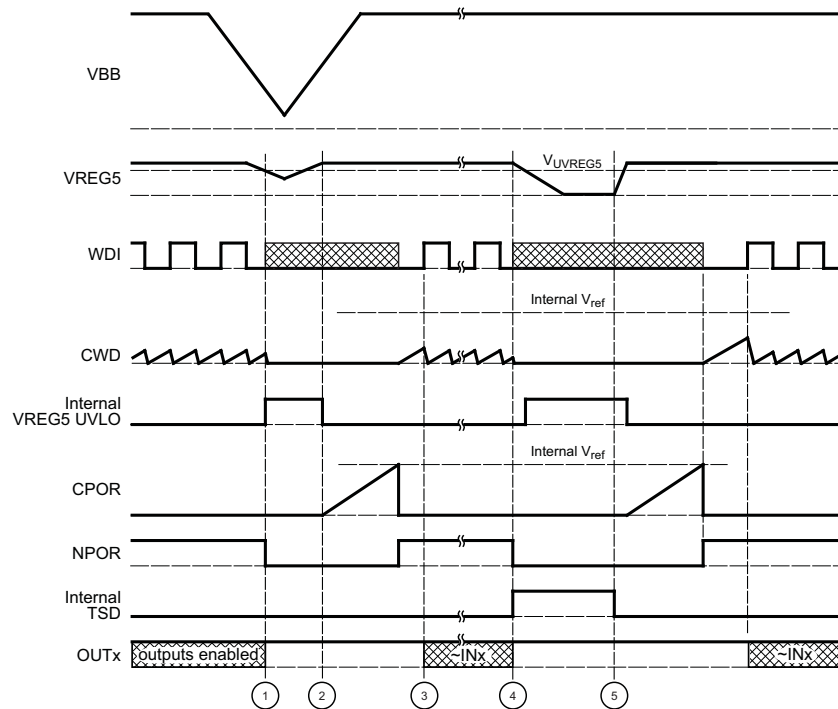 VBB
VREG5
V_UVREG5
WDI
Internal V_ref
CWD
Internal
VREG5 UVLO
Internal V_ref
CPOR
NPOR
Internal
TSD
OUTx
outputs enabled
~INx
~INx
1
2
3
4
5